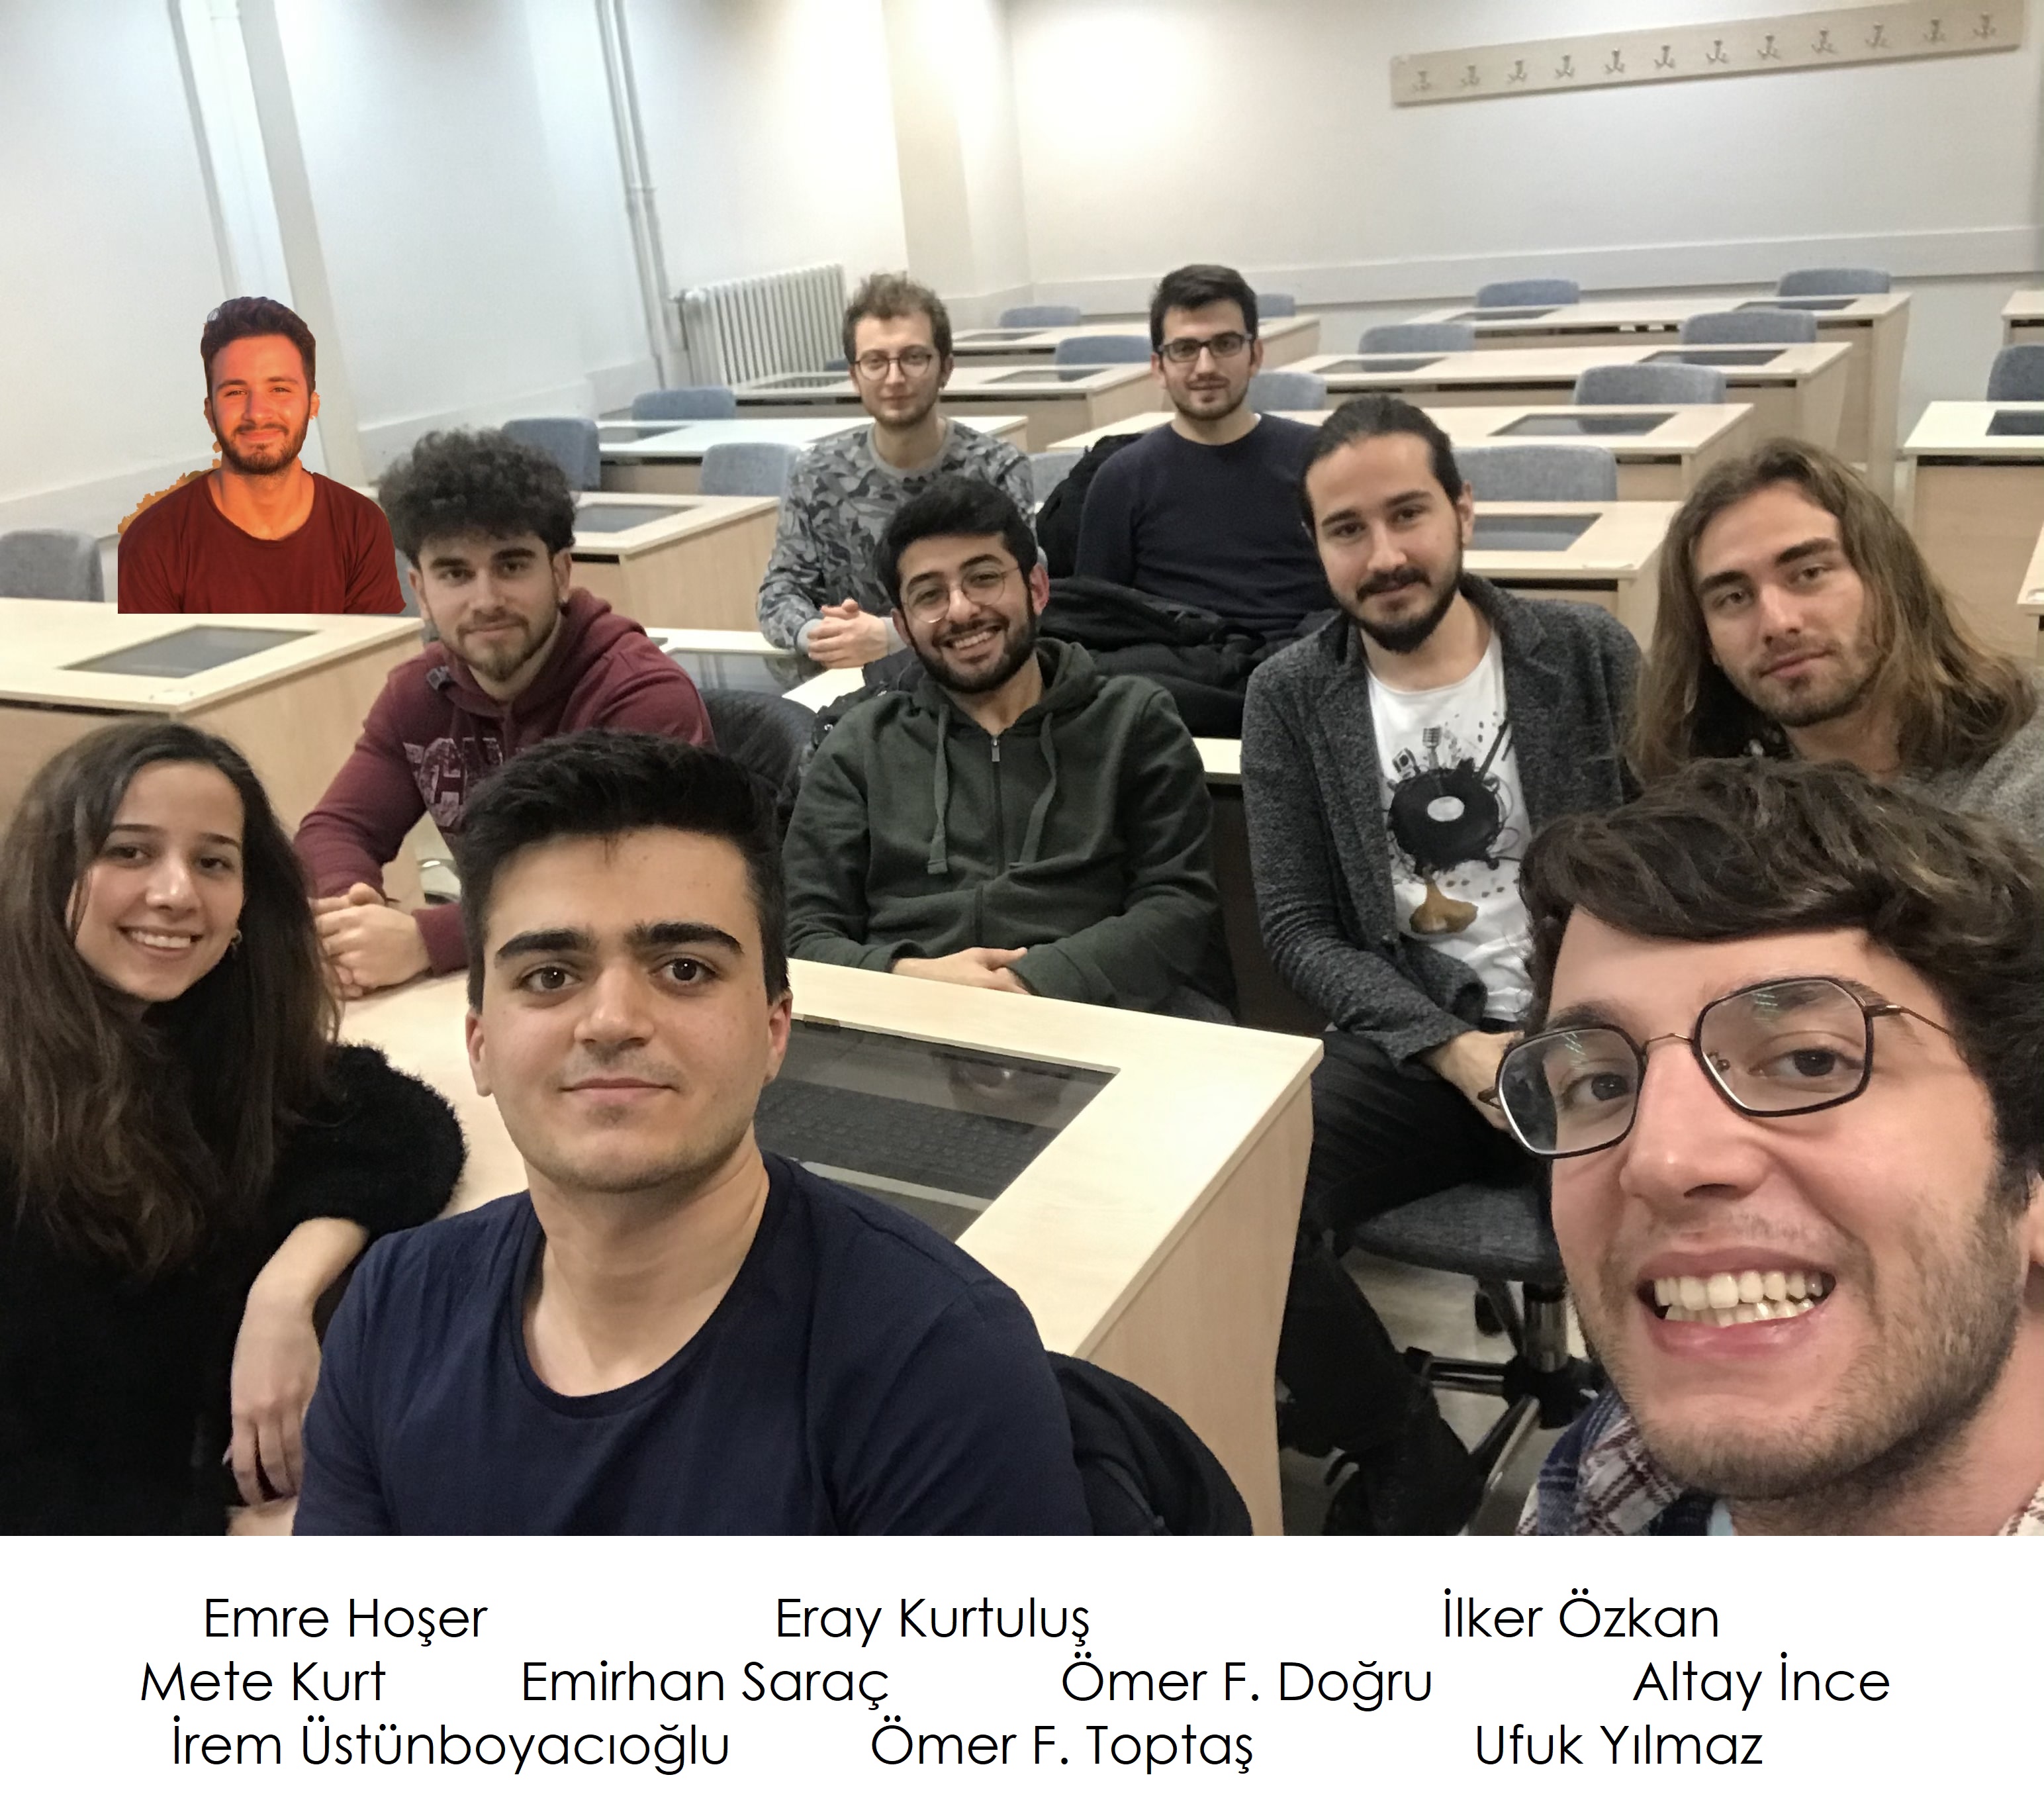 Emre Hoşer Eray Kurtuluş İlker Özkan
Mete Kurt Emirhan Saraç Ömer F. Doğru Altay İnce
İrem Üstünboyacıoğlu Ömer F. Toptaş Ufuk Yılmaz